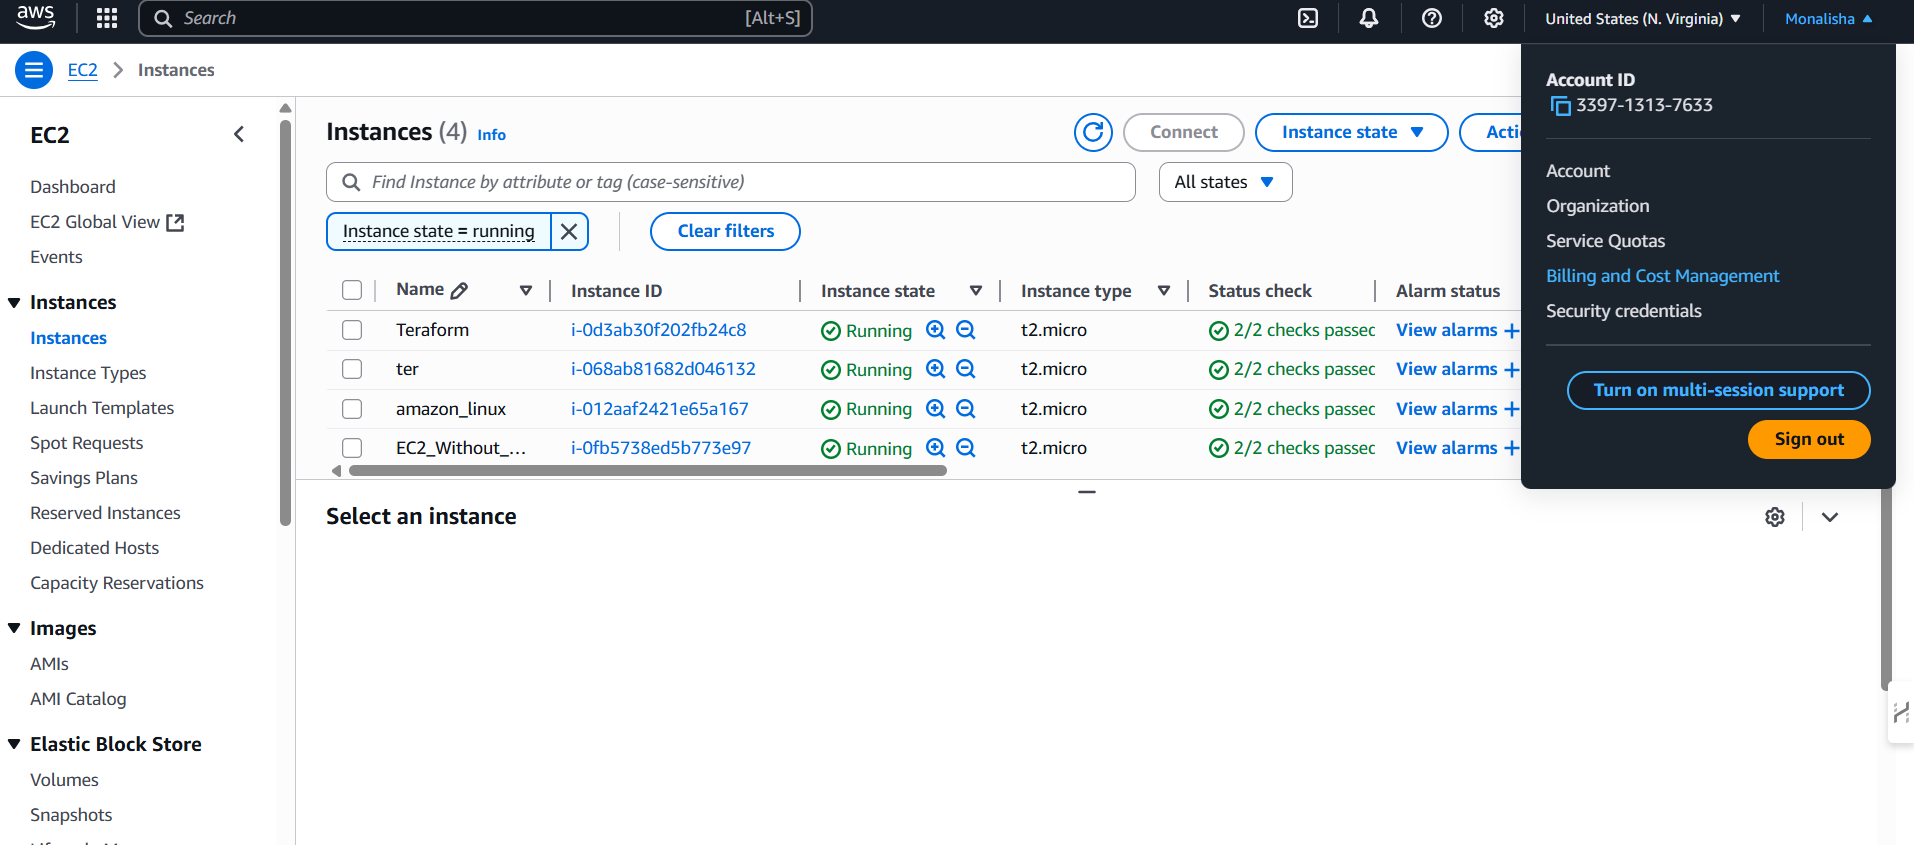 aws
Search [Alt+S]
United States (N. Virginia)
Monalisha
EC2
Instances
Account ID
3397-1313-7633
Account
Organization
Service Quotas
Billing and Cost Management
Security credentials
Turn on multi-session support
Sign out
EC2
Dashboard
EC2 Global View
Events
Instances
Instances
Instance Types
Launch Templates
Spot Requests
Savings Plans
Reserved Instances
Dedicated Hosts
Capacity Reservations
Images
AMIs
AMI Catalog
Elastic Block Store
Volumes
Snapshots
Instances (4) Info
Connect
Instance state
Acti
Find Instance by attribute or tag (case-sensitive)
All states
Instance state = running
Clear filters
Name Instance ID Instance state Instance type Status check Alarm status
Teraform i-0d3ab30f202fb24c8 Running t2.micro 2/2 checks passec View alarms +
ter i-068ab81682d046132 Running t2.micro 2/2 checks passec View alarms +
amazon_linux i-012aaf2421e65a167 Running t2.micro 2/2 checks passec View alarms +
EC2_Without_... i-0fb5738ed5b773e97 Running t2.micro 2/2 checks passec View alarms +
Select an instance